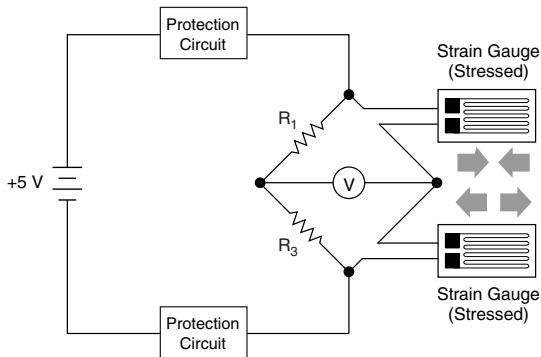 Protection
Circuit
Strain Gauge
(Stressed)
R1
+5 V
V
R3
Strain Gauge
(Stressed)
Protection
Circuit